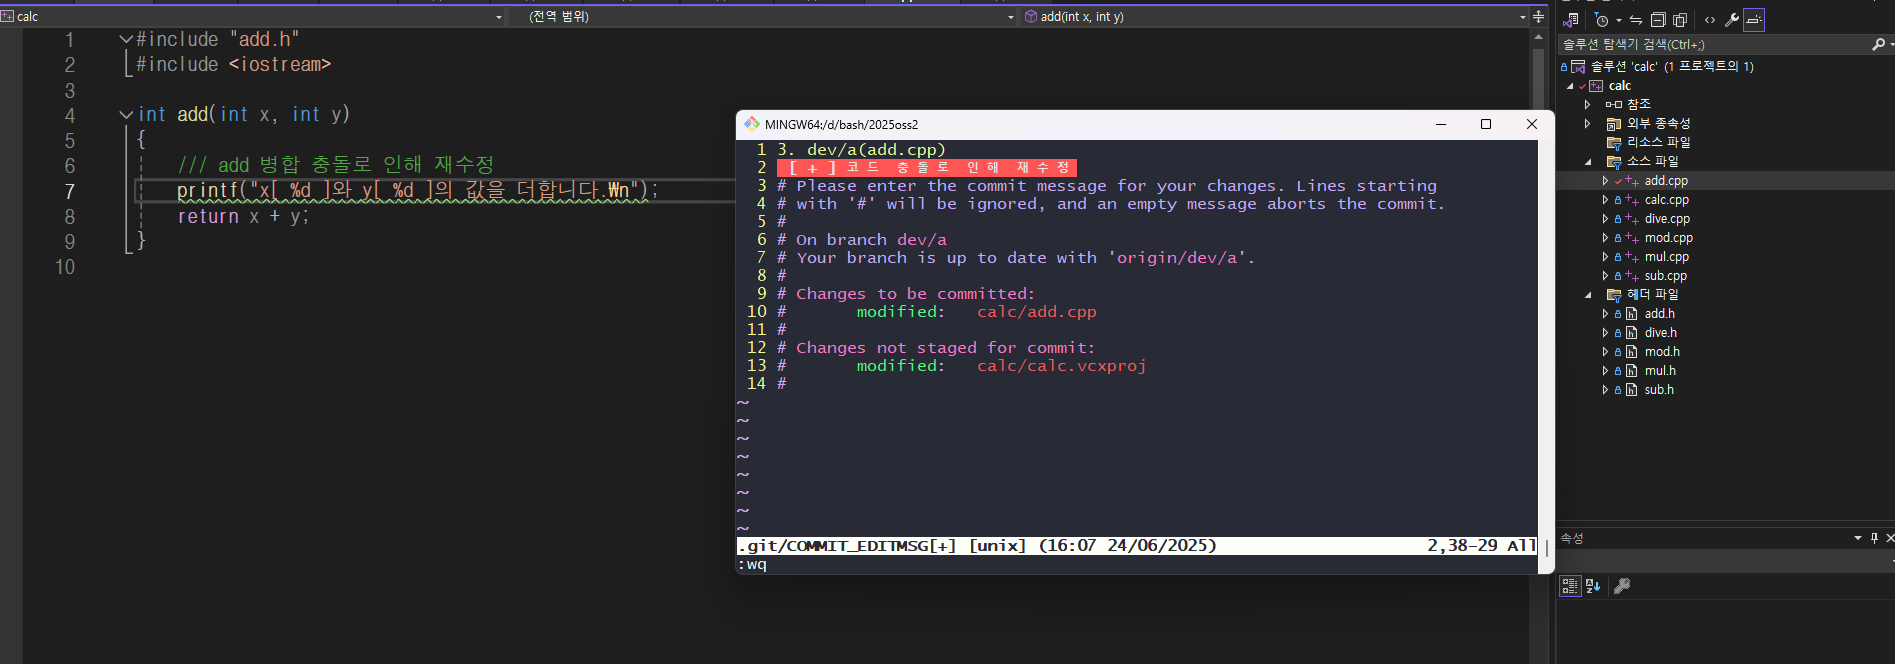 calc
(전역 범위)
add(int x, int y)
1 #include "add.h"
2 #include <iostream>
3
4 int add(int x, int y)
5 {
6 /// add 병합 충돌로 인해 재수정
7 printf("x[ %d ]와 y[ %d ]의 값을 더합니다.₩n");
8 return x + y;
9 }
10
MINGW64:/d/bash/2025oss2
1 3. dev/a(add.cpp)
2 [ + ] 코드 충돌로 인해 재수정
3 # Please enter the commit message for your changes. Lines starting
4 # with '#' will be ignored, and an empty message aborts the commit.
5 #
6 # On branch dev/a
7 # Your branch is up to date with 'origin/dev/a'.
8 #
9 # Changes to be committed:
10 # modified: calc/add.cpp
11 #
12 # Changes not staged for commit:
13 # modified: calc/calc.vcxproj
14 #
~
~
~
~
~
~
~
~
.git/COMMIT_EDITMSG[+] [unix] (16:07 24/06/2025) 2,38-29 All
:wq
솔루션 탐색기 검색(Ctrl+;)
솔루션 'calc' (1 프로젝트의 1)
calc
참조
외부 종속성
리소스 파일
소스 파일
add.cpp
calc.cpp
dive.cpp
mod.cpp
mul.cpp
sub.cpp
헤더 파일
add.h
dive.h
mod.h
mul.h
sub.h
속성